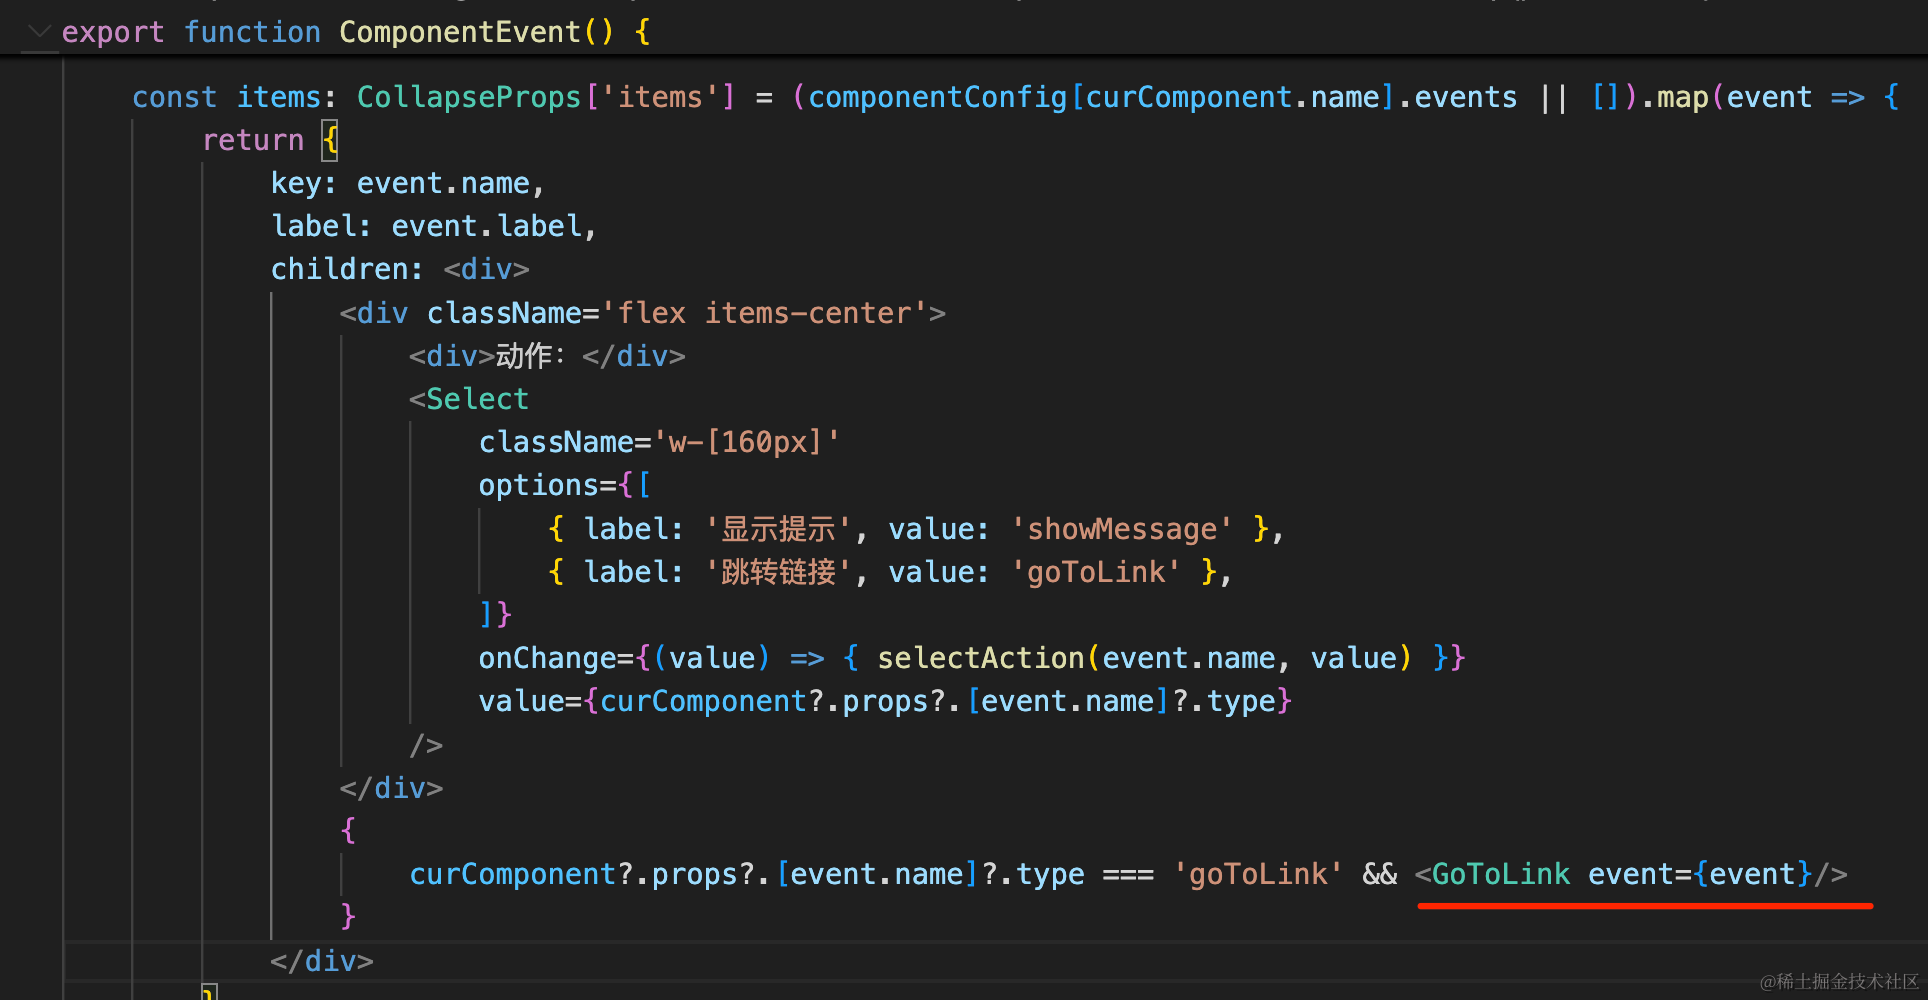 export function ComponentEvent() {
const items: CollapseProps['items'] = (componentConfig[curComponent.name].events || []).map(event => {
return {
key: event.name,
label: event.label,
children: <div>
<div className='flex items-center'>
<div>动作：</div>
<Select
className='w-[160px]'
options={[
{ label: '显示提示', value: 'showMessage' },
{ label: '跳转链接', value: 'goToLink' },
]}
onChange={(value) => { selectAction(event.name, value) }}
value={curComponent?.props?.[event.name]?.type}
/>
</div>
{
curComponent?.props?.[event.name]?.type === 'goToLink' && <GoToLink event={event}/>
}
</div>
}
@稀土掘金技术社区